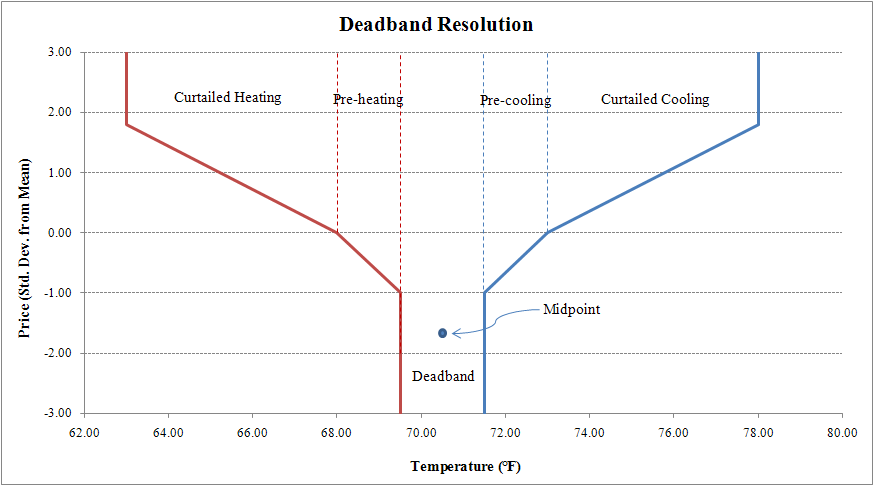 Deadband Resolution
3.00
Curtailed Heating
Pre-heating
Pre-cooling
Curtailed Cooling
2.00
1.00
Price (Std. Dev. from Mean)
0.00
-1.00
Midpoint
-2.00
Deadband
-3.00
62.00 64.00 66.00 68.00 70.00 72.00 74.00 76.00 78.00 80.00
Temperature (°F)